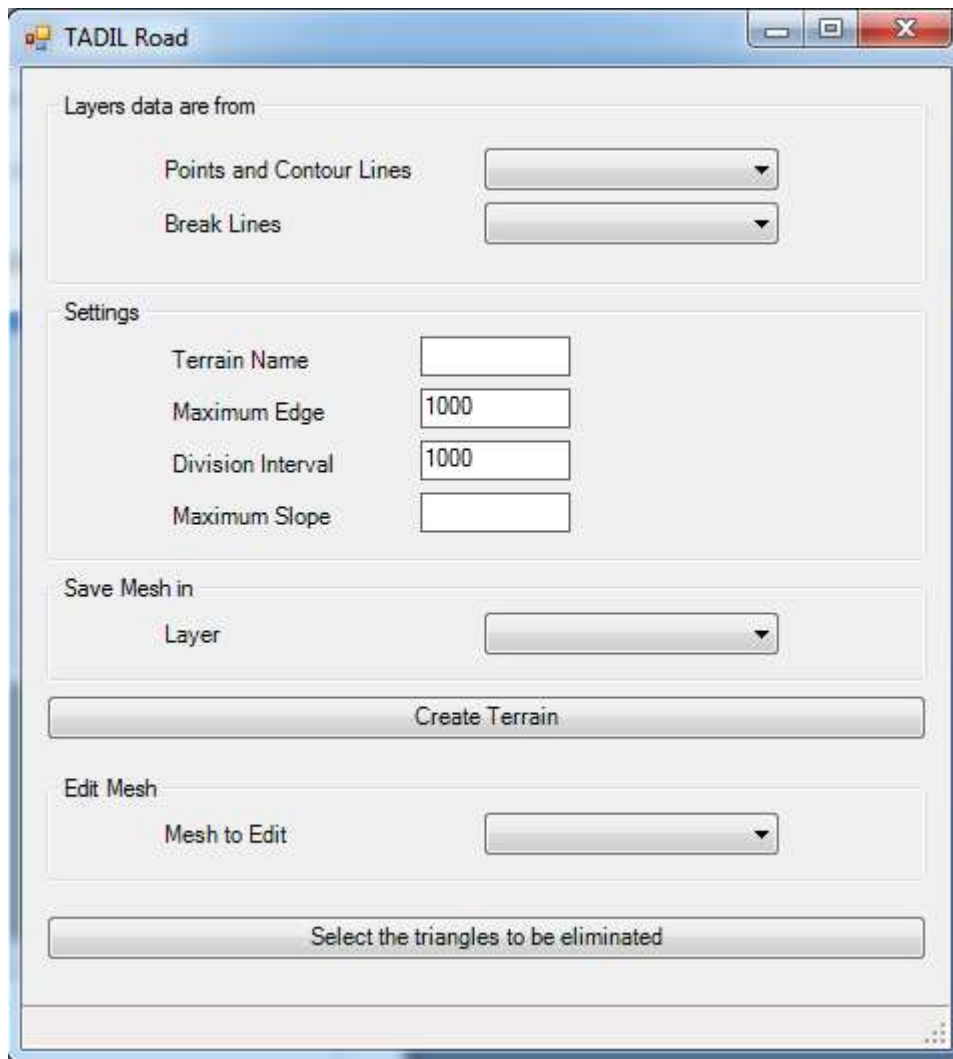 TADIL Road
Layers data are from
Points and Contour Lines
Break Lines
Settings
Terrain Name
Maximum Edge 1000
Division Interval 1000
Maximum Slope
Save Mesh in
Layer
Create Terrain
Edit Mesh
Mesh to Edit
Select the triangles to be eliminated